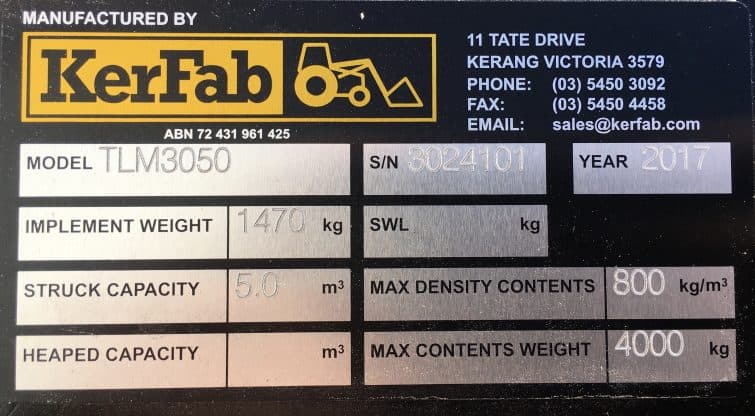 MANUFACTURED BY
KerFab
ABN 72 431 961 425
11 TATE DRIVE
KERANG VICTORIA 3579
PHONE: (03) 5450 3092
FAX: (03) 5450 4458
EMAIL: sales@kerfab.com
MODEL TLM3050 S/N 3024101 YEAR 2017
IMPLEMENT WEIGHT 1470 kg SWL kg
STRUCK CAPACITY 5.0 m³ MAX DENSITY CONTENTS 800 kg/m³
HEAPED CAPACITY m³ MAX CONTENTS WEIGHT 4000 kg